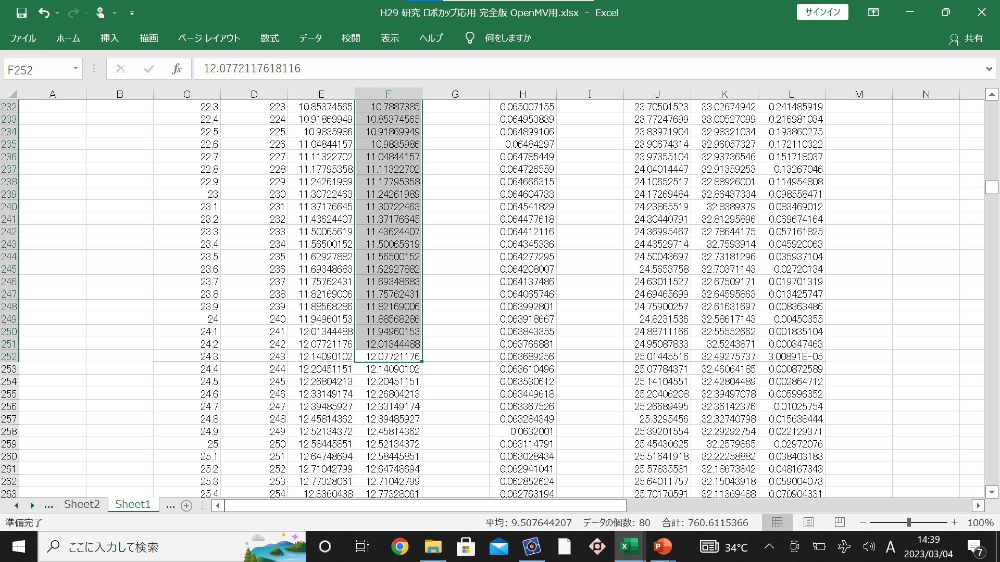 H29 研究 ロボカップ応用 完全版 OpenMV用.xlsx - Excel
サインイン
ファイル ホーム 挿入 描画 ページ レイアウト 数式 データ 校閲 表示 ヘルプ 何をしますか 共有
F252 fx 12.0772117618116
A B C D E F G H I J K L M N
232 22.3 223 10.85374565 10.7887385 0.065007155 23.70501523 33.02674942 0.241485919
233 22.4 224 10.91869949 10.85374565 0.064953839 23.77247699 33.00527099 0.216981034
234 22.5 225 10.9835986 10.91869949 0.064899106 23.83971904 32.98321034 0.193860275
235 22.6 226 11.04844157 10.9835986 0.06484297 23.90674314 32.96057327 0.172110322
236 22.7 227 11.11322702 11.04844157 0.064785449 23.97355104 32.93736546 0.151718037
237 22.8 228 11.17795358 11.11322702 0.064726559 24.04014447 32.91359253 0.13267046
238 22.9 229 11.24261989 11.17795358 0.064666315 24.10652517 32.88926001 0.114954808
239 23 230 11.30722463 11.24261989 0.064604733 24.17269484 32.86437334 0.098558471
240 23.1 231 11.37176645 11.30722463 0.064541829 24.23865519 32.8389379 0.083469012
241 23.2 232 11.43624407 11.37176645 0.064477618 24.30440791 32.81295896 0.069674164
242 23.3 233 11.50065619 11.43624407 0.064412116 24.36995467 32.78644175 0.057161825
243 23.4 234 11.56500152 11.50065619 0.064345336 24.43529714 32.7593914 0.045920063
244 23.5 235 11.62927882 11.56500152 0.064277295 24.50043697 32.73181296 0.035937104
245 23.6 236 11.69348683 11.62927882 0.064208007 24.5653758 32.70371143 0.02720134
246 23.7 237 11.75762431 11.69348683 0.064137486 24.63011527 32.67509171 0.019701319
247 23.8 238 11.82169006 11.75762431 0.064065746 24.69465699 32.64595863 0.013425747
248 23.9 239 11.88568286 11.82169006 0.063992801 24.75900257 32.61631697 0.008363486
249 24 240 11.94960153 11.88568286 0.063918667 24.8231536 32.58617143 0.00450355
250 24.1 241 12.01344488 11.94960153 0.063843355 24.88711166 32.55552662 0.001835104
251 24.2 242 12.07721176 12.01344488 0.063766881 24.95087833 32.5243871 0.000347463
252 24.3 243 12.14090102 12.07721176 0.063689256 25.01445516 32.49275737 3.00891E-05
253 24.4 244 12.20451151 12.14090102 0.063610496 25.07784371 32.46064185 0.000872589
254 24.5 245 12.26804213 12.20451151 0.063530612 25.14104551 32.42804489 0.002864712
255 24.6 246 12.33149174 12.26804213 0.063449618 25.20406208 32.39497078 0.005996352
256 24.7 247 12.39485927 12.33149174 0.063367526 25.26689495 32.36142376 0.01025754
257 24.8 248 12.45814362 12.39485927 0.063284349 25.3295456 32.32740798 0.015638444
258 24.9 249 12.52134372 12.45814362 0.0632001 25.39201554 32.29292754 0.022129371
259 25 250 12.58445851 12.52134372 0.063114791 25.45430625 32.2579865 0.02972076
260 25.1 251 12.64748694 12.58445851 0.063028434 25.51641918 32.22258882 0.038403183
261 25.2 252 12.71042799 12.64748694 0.062941041 25.57835581 32.18673842 0.048167343
262 25.3 253 12.77328061 12.71042799 0.062852624 25.64011757 32.15043918 0.059004073
263 25.4 254 12.8360438 12.77328061 0.062763194 25.70170591 32.11369488 0.070904331
... Sheet2 Sheet1 ...
準備完了 平均: 9.507644207 データの個数: 80 合計: 760.6115366 100%
ここに入力して検索 34°C A 14:39
2023/03/04 7